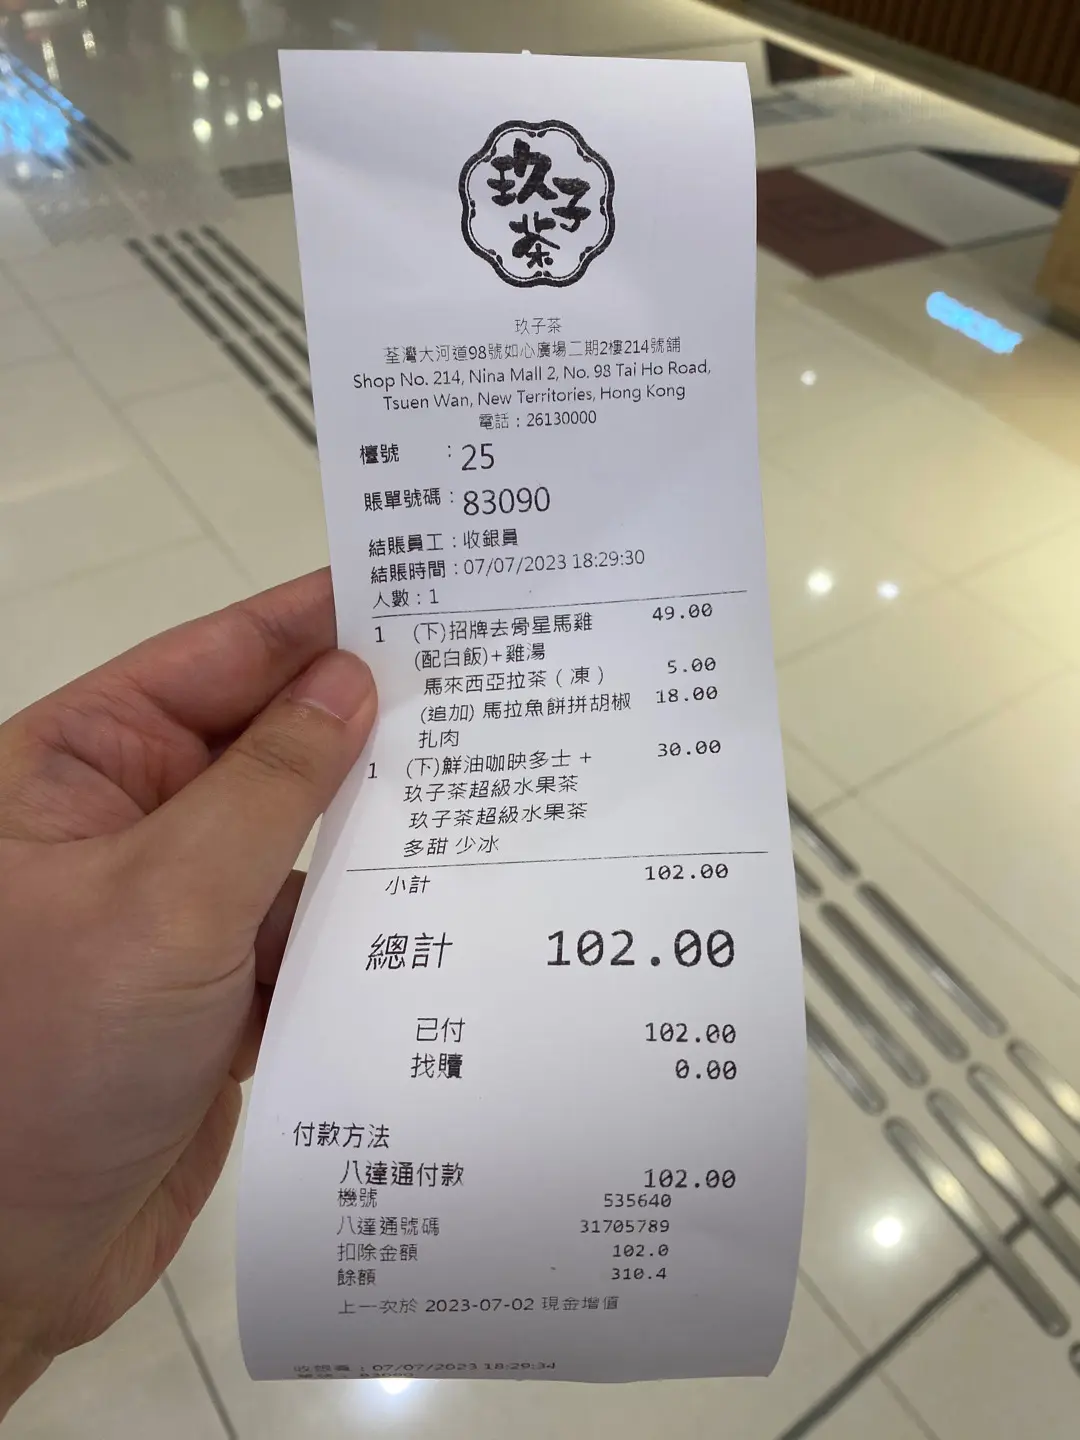 玖子茶
玖子茶
荃灣大河道98號如心廣場二期2樓214號舖
Shop No. 214, Nina Mall 2, No. 98 Tai Ho Road,
Tsuen Wan, New Territories, Hong Kong
電話：26130000
檯號 ：25
賬單號碼：83090
結賬員工：收銀員
結賬時間：07/07/2023 18:29:30
人數：1
1 (下)招牌去骨星馬雞 49.00
(配白飯)+雞湯
馬來西亞拉茶（凍） 5.00
(追加) 馬拉魚餅拼胡椒 18.00
扎肉
1 (下)鮮油咖映多士 + 30.00
玖子茶超級水果茶
玖子茶超級水果茶
多甜 少冰
小計 102.00
總計 102.00
已付 102.00
找贖 0.00
付款方法
八達通付款 102.00
機號 535640
八達通號碼 31705789
扣除金額 102.0
餘額 310.4
上一次於 2023-07-02 現金增值
: 07/07/2023 18:29:34